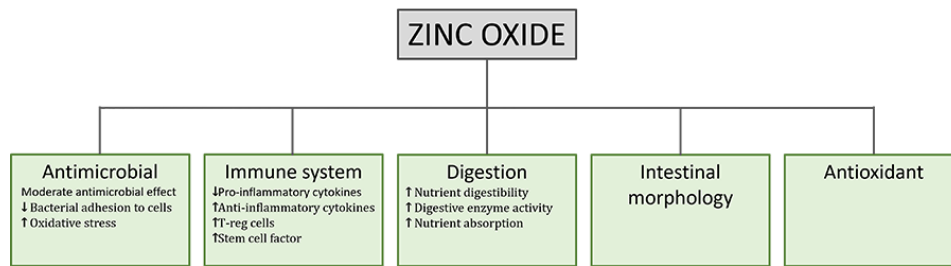 ZINC OXIDE
Antimicrobial
Moderate antimicrobial effect
↓ Bacterial adhesion to cells
↑ Oxidative stress
Immune system
↓Pro-inflammatory cytokines
↑Anti-inflammatory cytokines
↑T-reg cells
↑Stem cell factor
Digestion
↑ Nutrient digestibility
↑ Digestive enzyme activity
↑ Nutrient absorption
Intestinal
morphology
Antioxidant